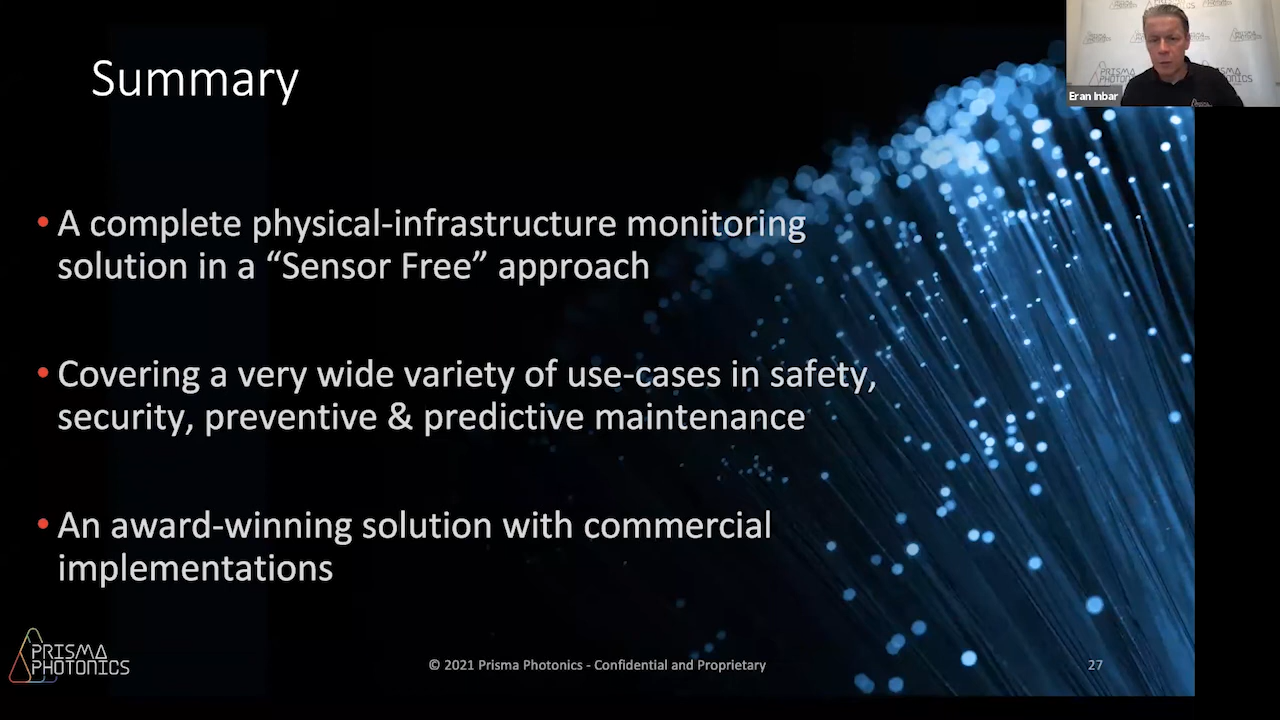 Summary
• A complete physical-infrastructure monitoring
solution in a “Sensor Free” approach
• Covering a very wide variety of use-cases in safety,
security, preventive & predictive maintenance
• An award-winning solution with commercial
implementations
PRISMA
PHOTONICS
© 2021 Prisma Photonics - Confidential and Proprietary
27
Eran Inbar
PRISMA
PHOTONICS